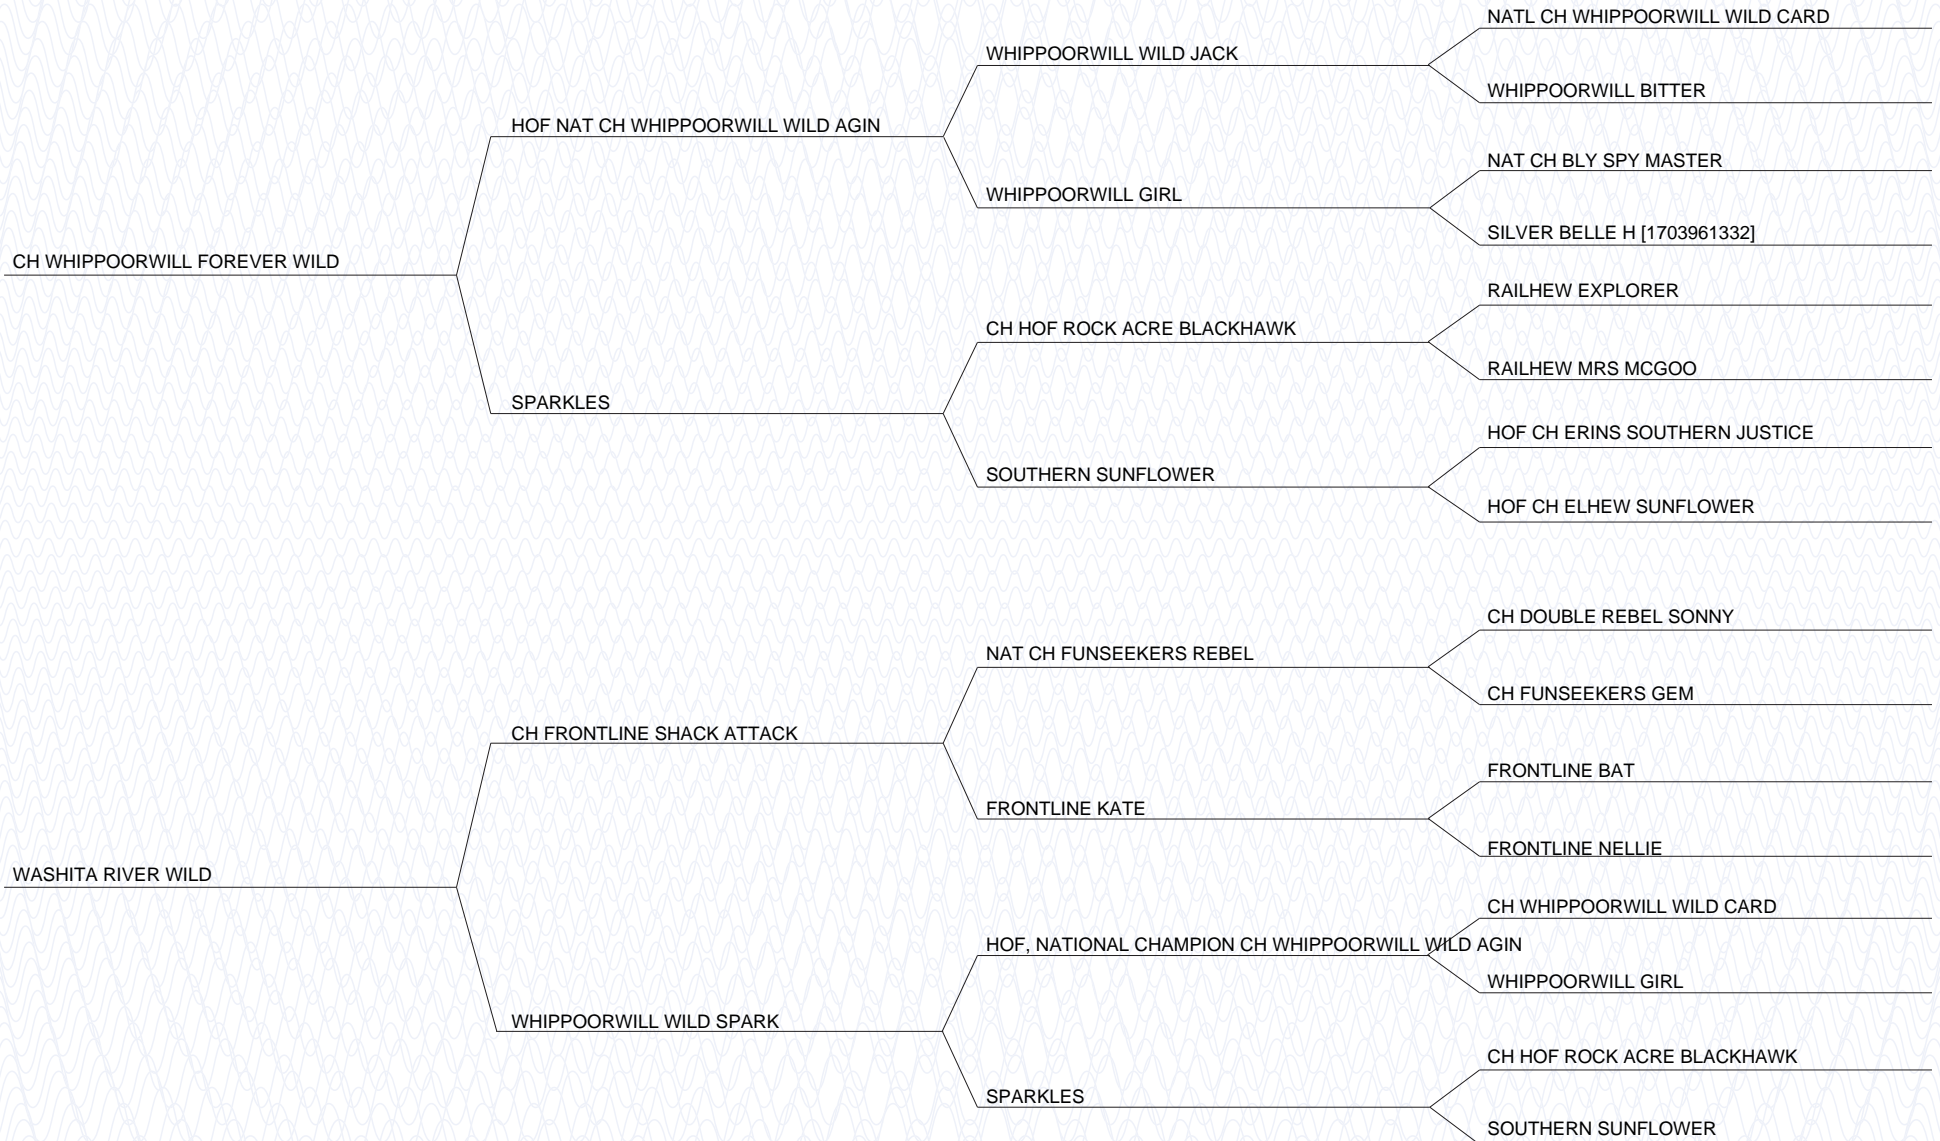 NATL CH WHIPPOORWILL WILD CARD
WHIPPOORWILL WILD JACK
WHIPPOORWILL BITTER
HOF NAT CH WHIPPOORWILL WILD AGIN
NAT CH BLY SPY MASTER
WHIPPOORWILL GIRL
SILVER BELLE H [1703961332]
CH WHIPPOORWILL FOREVER WILD
RAILHEW EXPLORER
CH HOF ROCK ACRE BLACKHAWK
RAILHEW MRS MCGOO
SPARKLES
HOF CH ERINS SOUTHERN JUSTICE
SOUTHERN SUNFLOWER
HOF CH ELHEW SUNFLOWER
CH DOUBLE REBEL SONNY
NAT CH FUNSEEKERS REBEL
CH FUNSEEKERS GEM
CH FRONTLINE SHACK ATTACK
FRONTLINE BAT
FRONTLINE KATE
FRONTLINE NELLIE
WASHITA RIVER WILD
CH WHIPPOORWILL WILD CARD
HOF, NATIONAL CHAMPION CH WHIPPOORWILL WILD AGIN
WHIPPOORWILL GIRL
WHIPPOORWILL WILD SPARK
CH HOF ROCK ACRE BLACKHAWK
SPARKLES
SOUTHERN SUNFLOWER